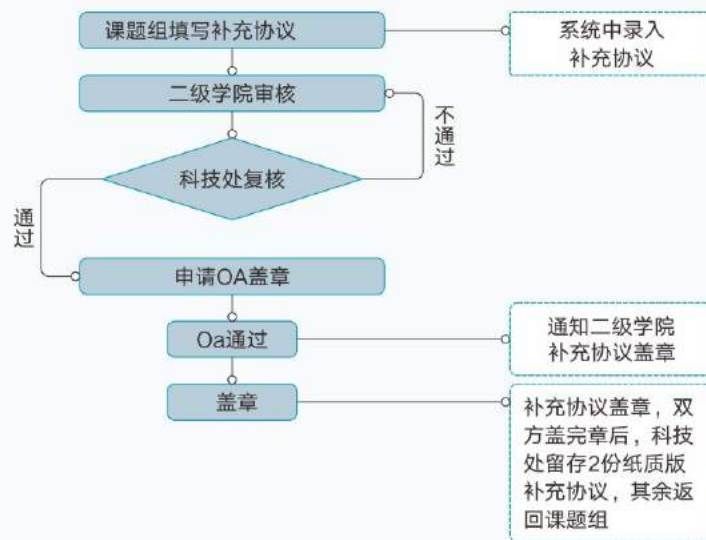 课题组填写补充协议
系统中录入
补充协议
二级学院审核
不通过
科技处复核
通过
申请OA盖章
Oa通过
通知二级学院
补充协议盖章
盖章
补充协议盖章，双
方盖完章后，科技
处留存2份纸质版
补充协议，其余返
回课题组